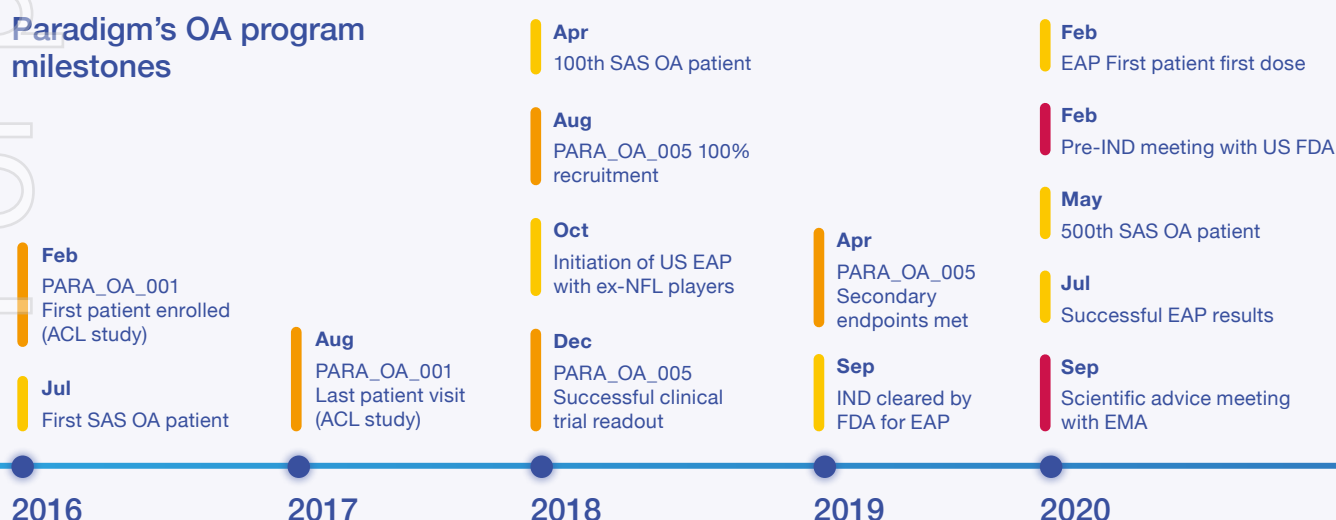 Paradigm's OA program
milestones
Feb
PARA_OA_001
First patient enrolled
(ACL study)
Jul
First SAS OA patient
2016
Aug
PARA_OA_001
Last patient visit
(ACL study)
2017
Apr
100th SAS OA patient
Aug
PARA_OA_005 100%
recruitment
Oct
Initiation of US EAP
with ex-NFL players
Dec
PARA_OA_005
Successful clinical
trial readout
2018
Apr
PARA_OA_005
Secondary
endpoints met
Sep
IND cleared by
FDA for EAP
2019
Feb
EAP First patient first dose
Feb
Pre-IND meeting with US FDA
May
500th SAS OA patient
Jul
Successful EAP results
Sep
Scientific advice meeting
with EMA
2020